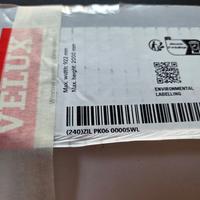 VELUX
Max. width: 922 mm
Max. height: 2000 mm
ENVIRONMENTAL
LABELLING
(240)ZIL PK06 0000SWL